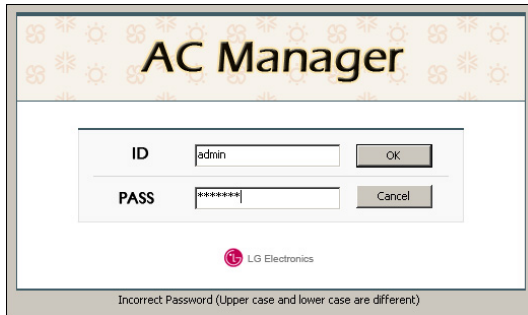 AC Manager
ID admin OK
PASS ******* Cancel
LG Electronics
Incorrect Password (Upper case and lower case are different)